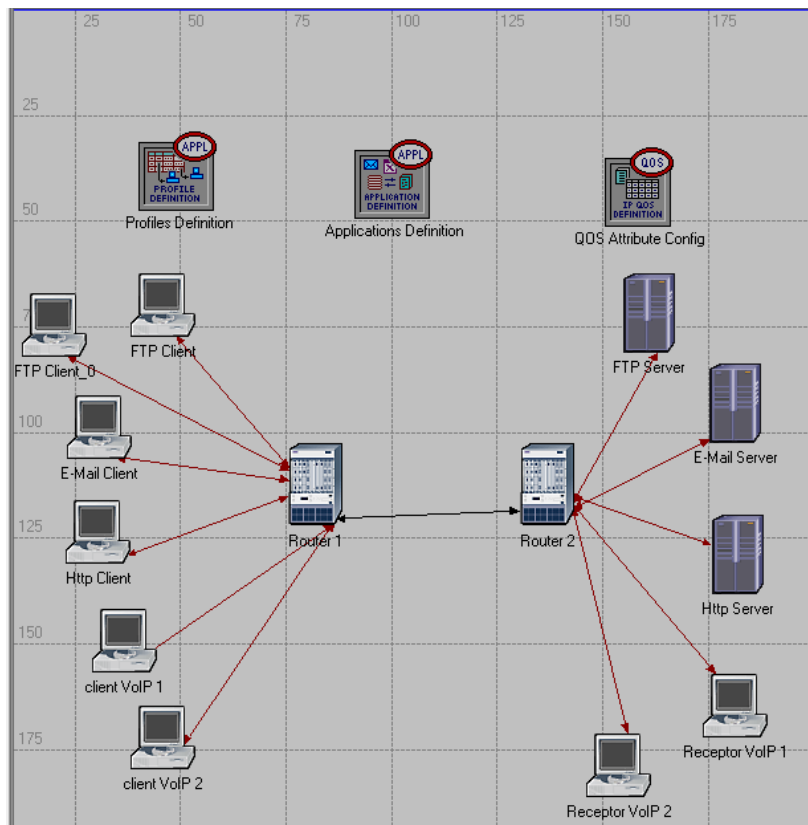 25 50 75 100 125 150 175
25
APPL
PROFILE
DEFINITION
Profiles Definition
APPL
APPLICATION
DEFINITION
Applications Definition
QOS
IP QOS
DEFINITION
QOS Attribute Config
50
FTP Client_0
FTP Client
FTP Server
100
E-Mail Client
E-Mail Server
Router 1
Router 2
125
Http Client
Http Server
150
client VoIP 1
client VoIP 2
175
Receptor VoIP 1
Receptor VoIP 2